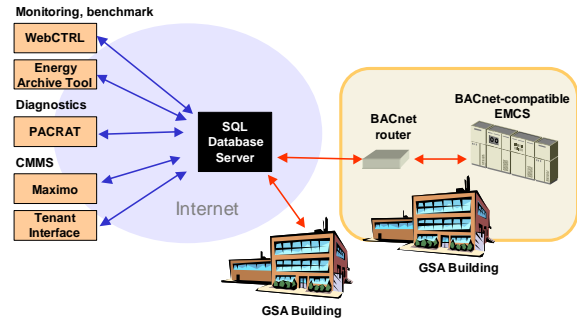 Monitoring, benchmark
WebCTRL
Energy
Archive Tool
Diagnostics
PACRAT
CMMS
Maximo
Tenant
Interface
SQL
Database
Server
Internet
BACnet
router
BACnet-compatible
EMCS
GSA Building
GSA Building